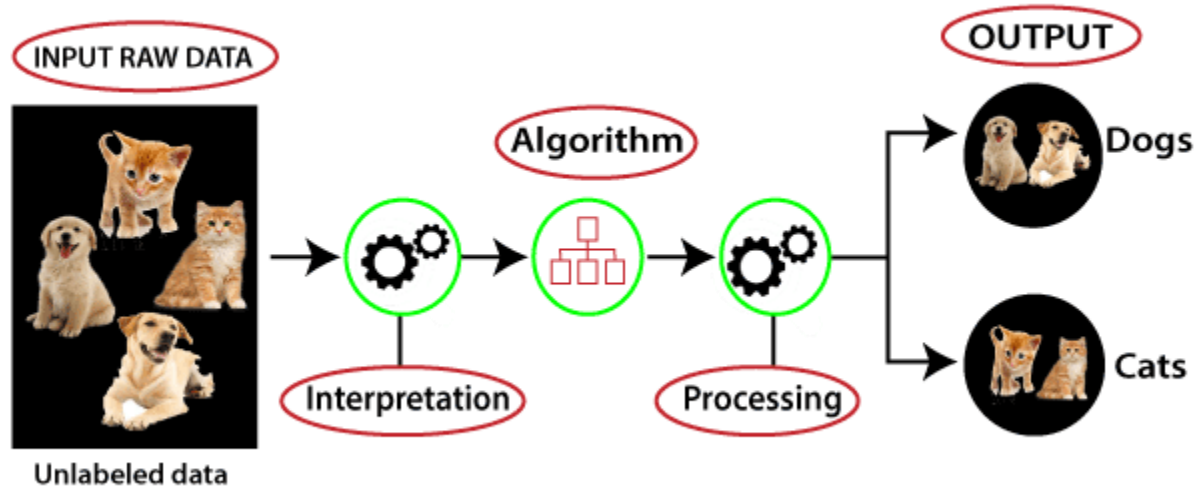 INPUT RAW DATA
Unlabeled data
Interpretation
Algorithm
Processing
OUTPUT
Dogs
Cats